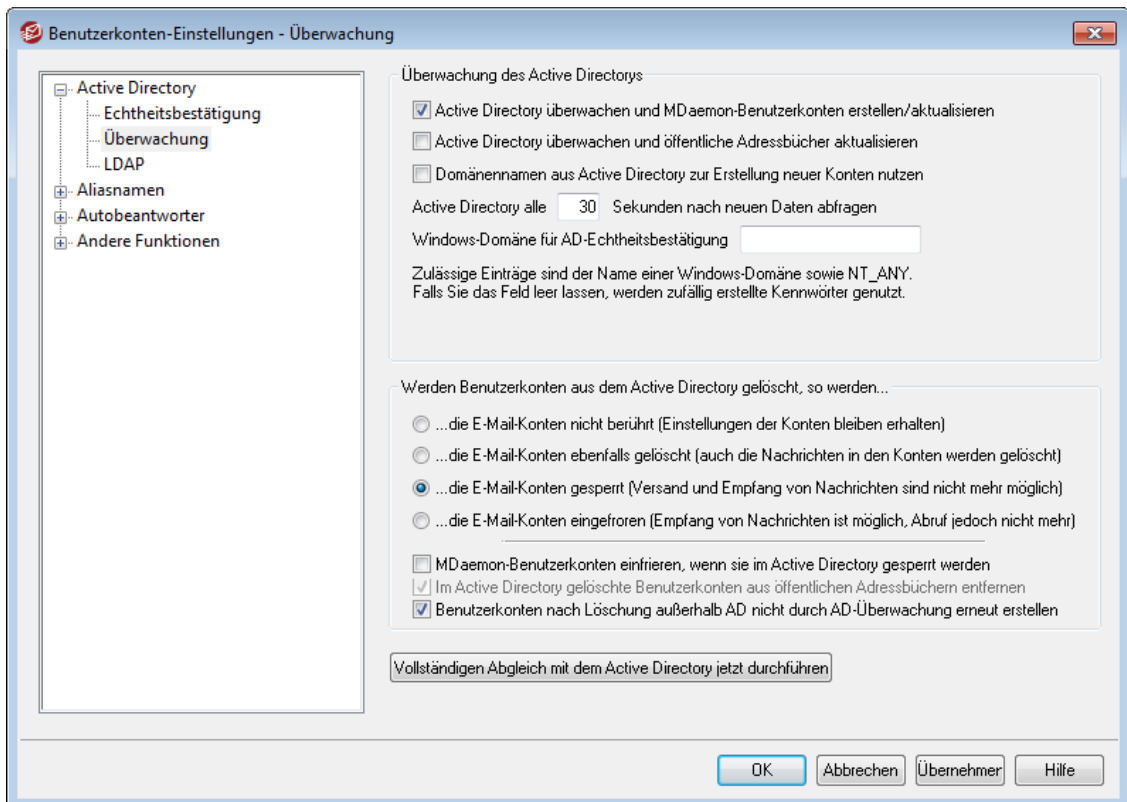 Benutzerkonten-Einstellungen - Überwachung
Active Directory
Echtheitsbestätigung
Überwachung
LDAP
Aliasnamen
Autobeantworter
Andere Funktionen
Überwachung des Active Directorys
Active Directory überwachen und MDaemon-Benutzerkonten erstellen/aktualisieren
Active Directory überwachen und öffentliche Adressbücher aktualisieren
Domänennamen aus Active Directory zur Erstellung neuer Konten nutzen
Active Directory alle 30 Sekunden nach neuen Daten abfragen
Windows-Domäne für AD-Echtheitsbestätigung
Zulässige Einträge sind der Name einer Windows-Domäne sowie NT_ANY.
Falls Sie das Feld leer lassen, werden zufällig erstellte Kennwörter genutzt.
Werden Benutzerkonten aus dem Active Directory gelöscht, so werden...
...die E-Mail-Konten nicht berührt (Einstellungen der Konten bleiben erhalten)
...die E-Mail-Konten ebenfalls gelöscht (auch die Nachrichten in den Konten werden gelöscht)
...die E-Mail-Konten gesperrt (Versand und Empfang von Nachrichten sind nicht mehr möglich)
...die E-Mail-Konten eingefroren (Empfang von Nachrichten ist möglich, Abruf jedoch nicht mehr)
MDaemon-Benutzerkonten einfrieren, wenn sie im Active Directory gesperrt werden
Im Active Directory gelöschte Benutzerkonten aus öffentlichen Adressbüchern entfernen
Benutzerkonten nach Löschung außerhalb AD nicht durch AD-Überwachung erneut erstellen
Vollständigen Abgleich mit dem Active Directory jetzt durchführen
OK
Abbrechen
Übernehmer
Hilfe